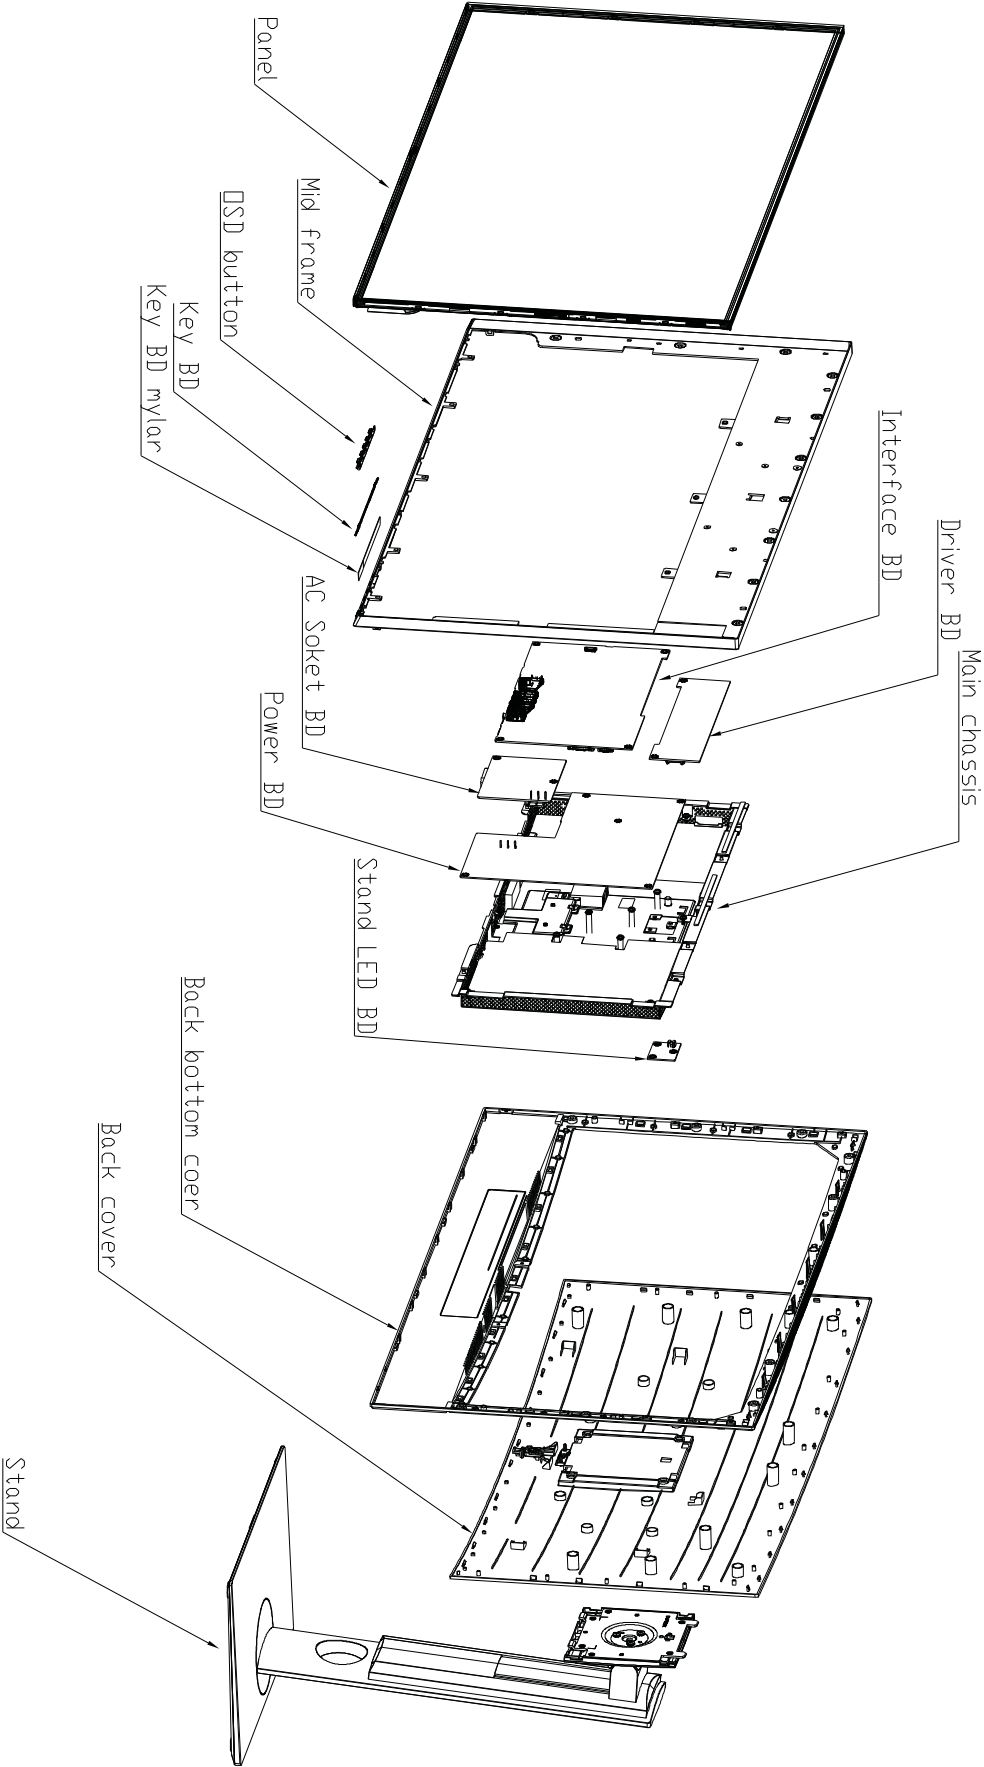 Panel
Mid frame
OSD button
Key BD
Key BD mylar
Interface BD
Driver BD
Main chassis
AC Soket BD
Power BD
Stand LED BD
Back bottom coer
Back cover
Stand